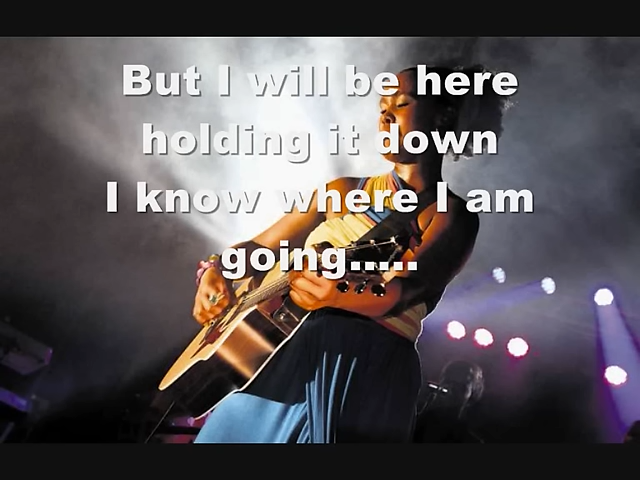 But I will be here
holding it down
I know where I am
going.....